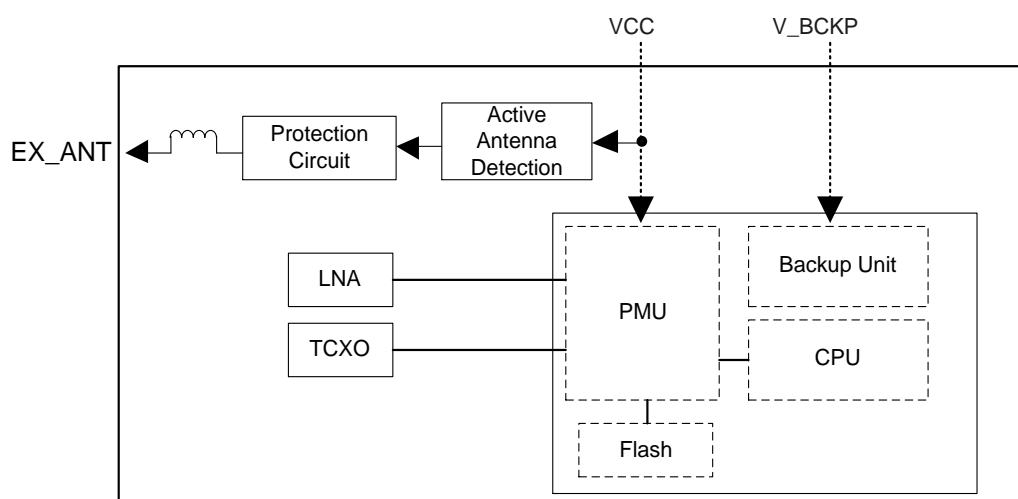 VCC
V_BCKP
EX_ANT
Protection
Circuit
Active
Antenna
Detection
LNA
TCXO
PMU
Backup Unit
CPU
Flash